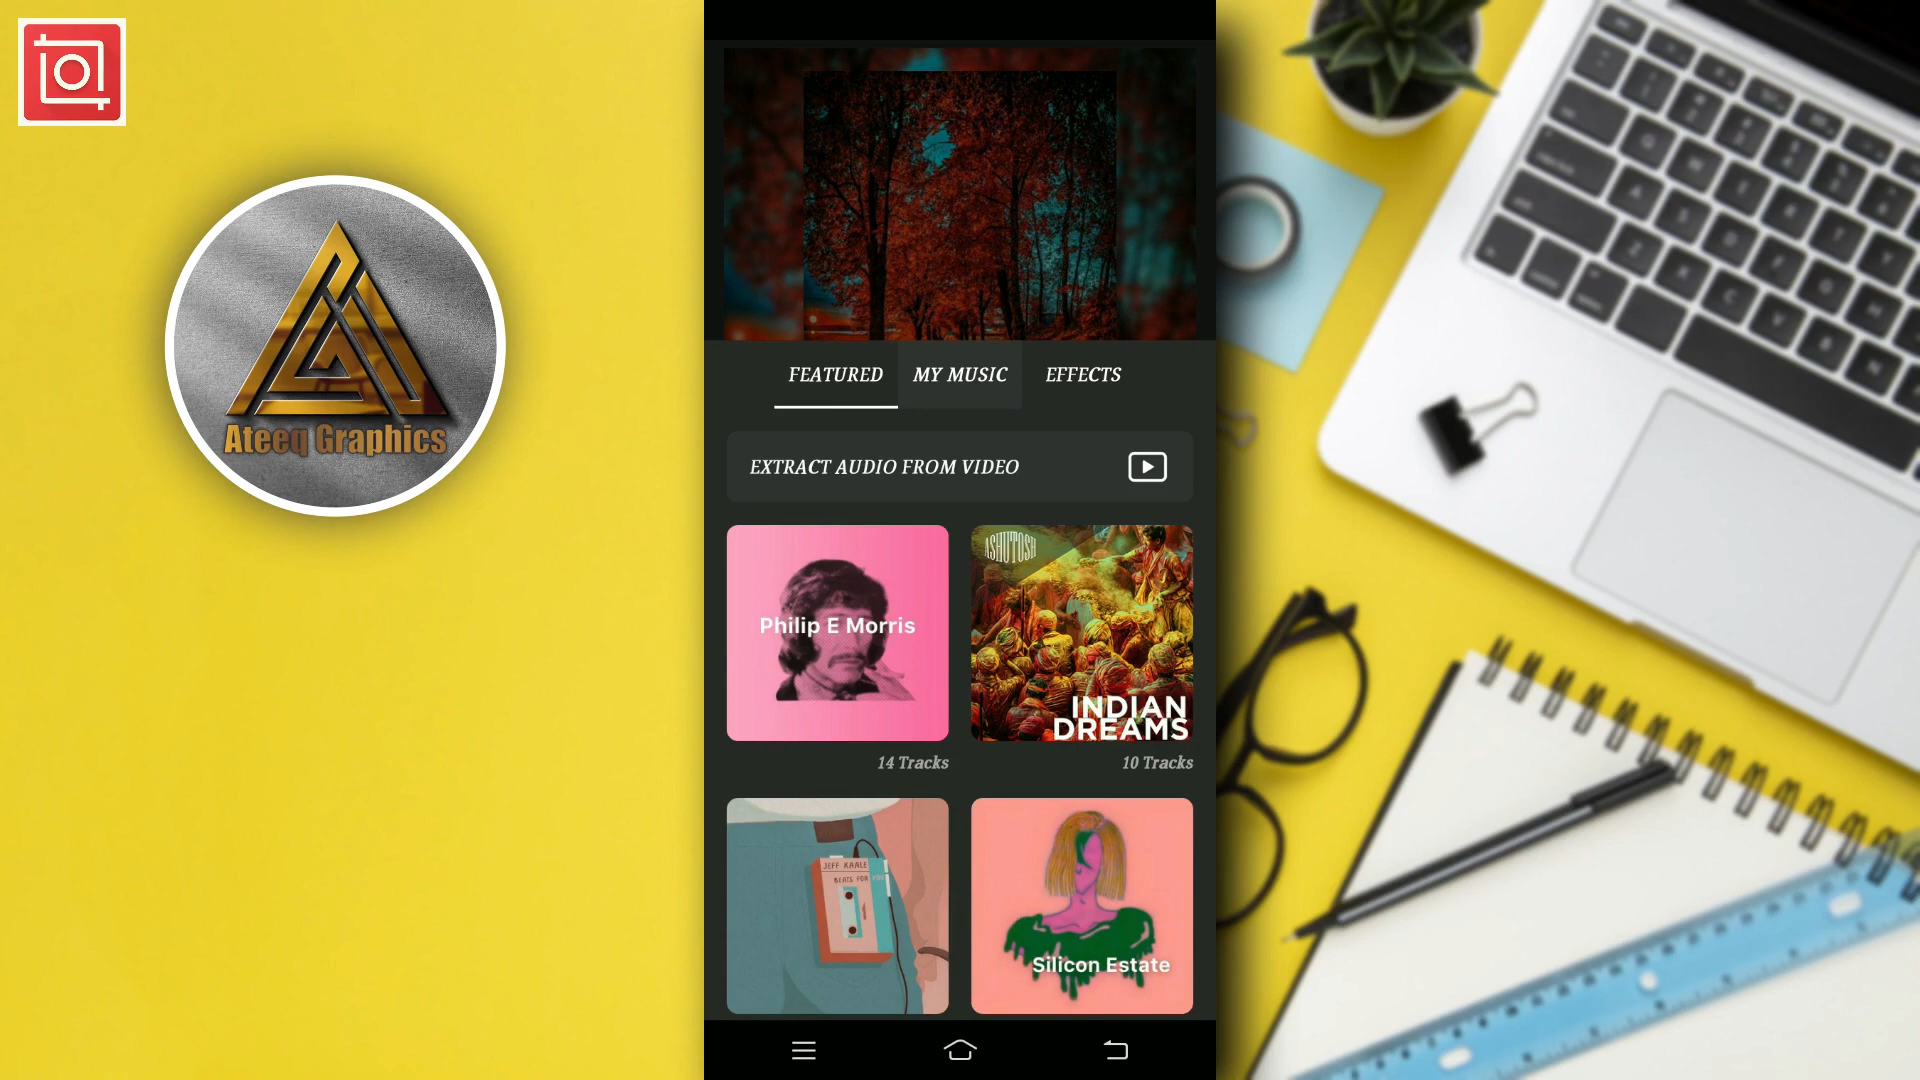 Ateeq Graphics
FEATURED
MY MUSIC
EFFECTS
EXTRACT AUDIO FROM VIDEO
Philip E Morris
ASHUTOSH
INDIAN
DREAMS
14 Tracks
10 Tracks
JEFF KAALE
BEATS FOR YOU
Silicon Estate